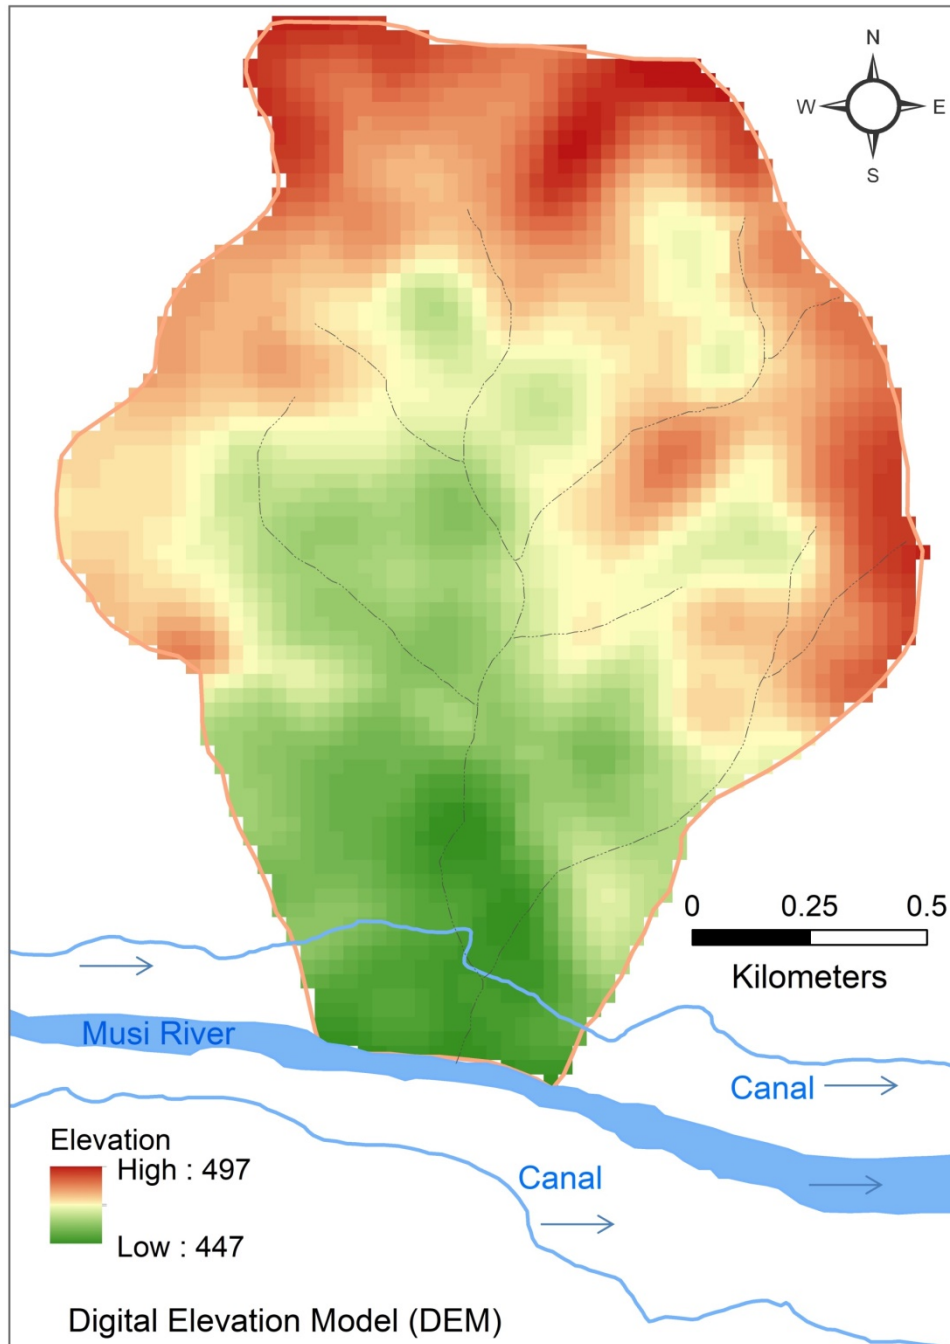 N
W E
S
0 0.25 0.5
Kilometers
Musi River
Canal
Canal
Elevation
High : 497
Low : 447
Digital Elevation Model (DEM)